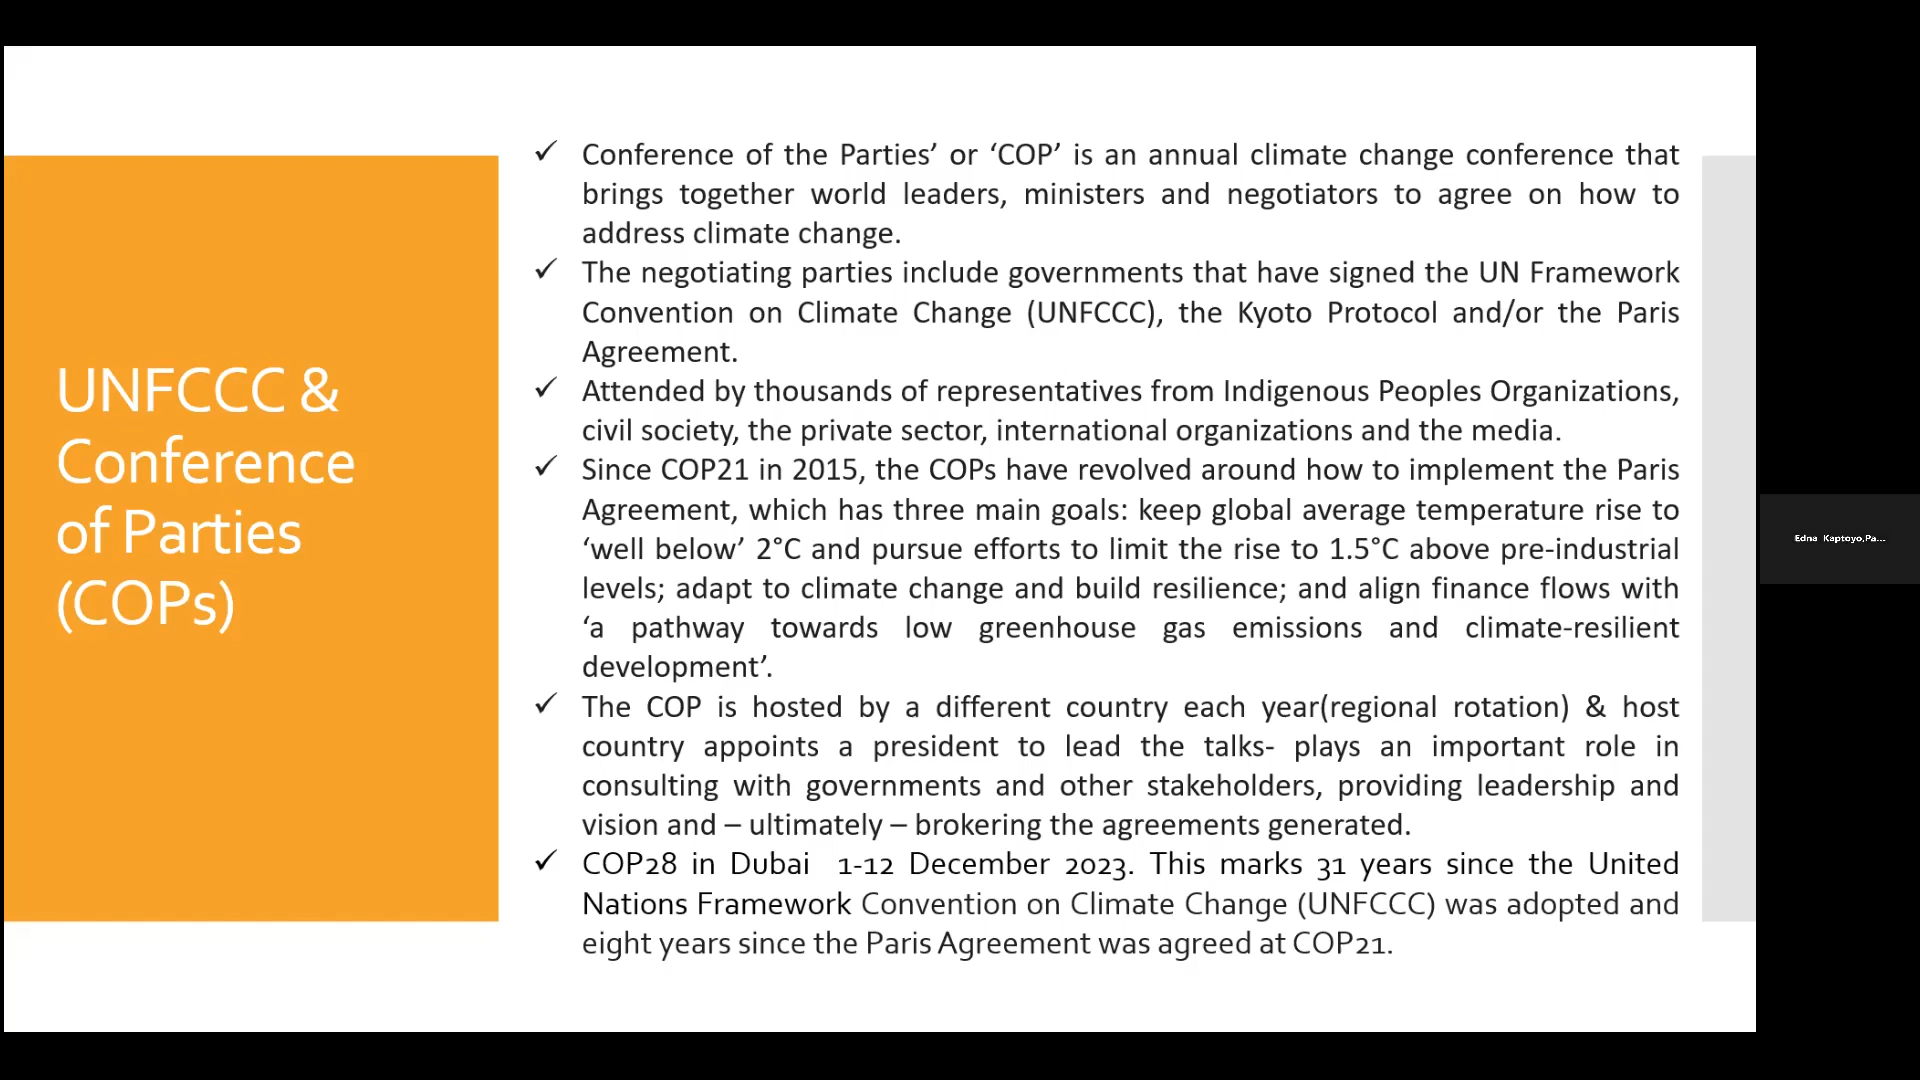 UNFCCC &
Conference
of Parties
(COPs)
✓ Conference of the Parties’ or ‘COP’ is an annual climate change conference that
brings together world leaders, ministers and negotiators to agree on how to
address climate change.
✓ The negotiating parties include governments that have signed the UN Framework
Convention on Climate Change (UNFCCC), the Kyoto Protocol and/or the Paris
Agreement.
✓ Attended by thousands of representatives from Indigenous Peoples Organizations,
civil society, the private sector, international organizations and the media.
✓ Since COP21 in 2015, the COPs have revolved around how to implement the Paris
Agreement, which has three main goals: keep global average temperature rise to
‘well below’ 2°C and pursue efforts to limit the rise to 1.5°C above pre-industrial
levels; adapt to climate change and build resilience; and align finance flows with
‘a pathway towards low greenhouse gas emissions and climate-resilient
development’.
✓ The COP is hosted by a different country each year(regional rotation) & host
country appoints a president to lead the talks- plays an important role in
consulting with governments and other stakeholders, providing leadership and
vision and – ultimately – brokering the agreements generated.
✓ COP28 in Dubai 1-12 December 2023. This marks 31 years since the United
Nations Framework Convention on Climate Change (UNFCCC) was adopted and
eight years since the Paris Agreement was agreed at COP21.
Edna Kaptoyo,Pa...